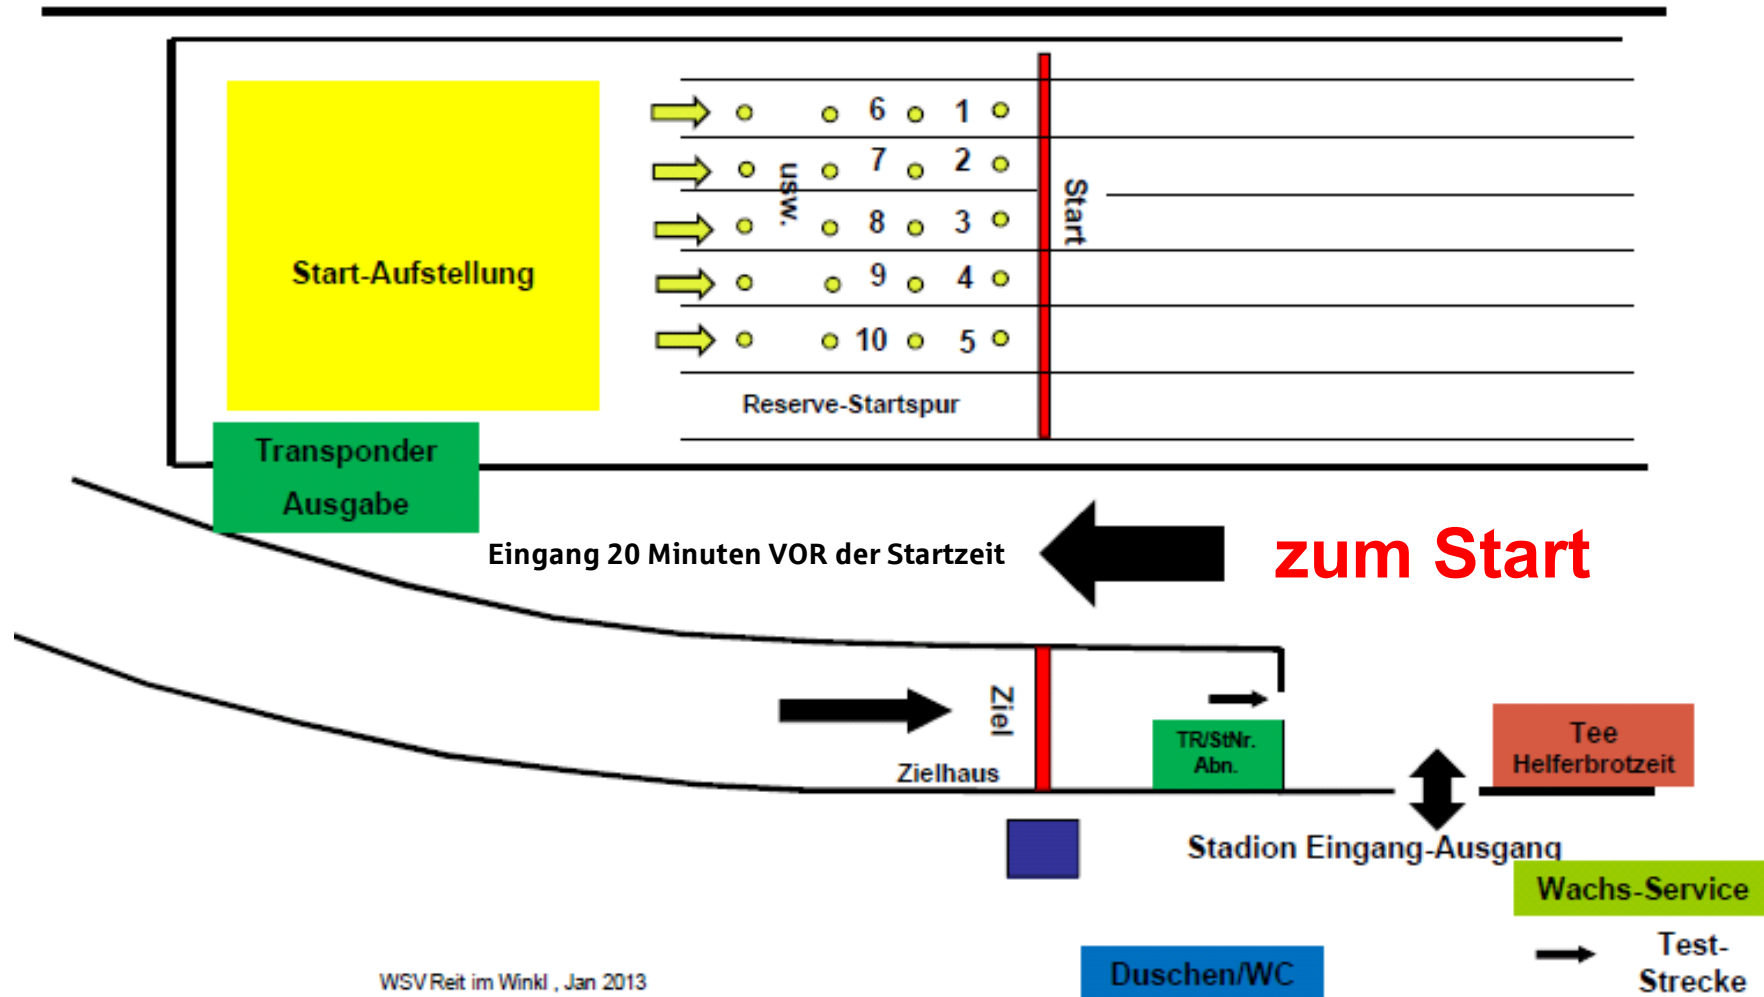 6 1
7 2
usw.
Start
8 3
Start-Aufstellung
9 4
10 5
Reserve-Startspur
Transponder
Ausgabe
Eingang 20 Minuten VOR der Startzeit
zum Start
Ziel
Zielhaus
TR/StNr.
Abn.
Tee
Helferbrotzeit
Stadion Eingang-Ausgang
Wachs-Service
Test-
Strecke
Duschen/WC
WSV Reit im Winkl , Jan 2013